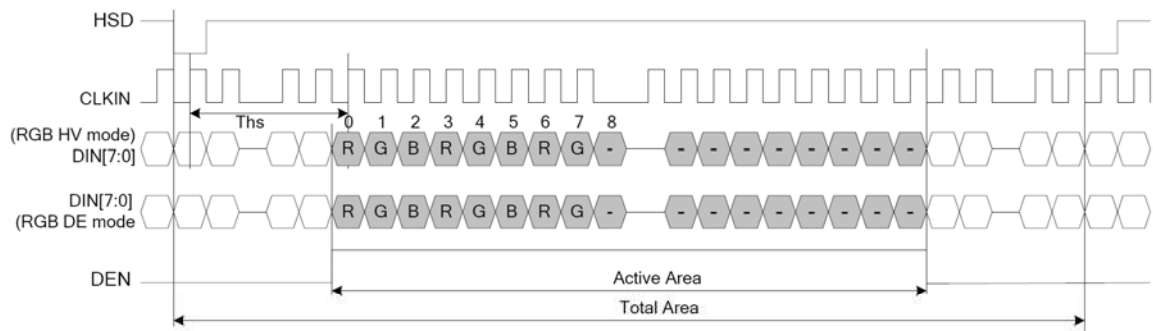 HSD
CLKIN
Ths
0 1 2 3 4 5 6 7 8
(RGB HV mode)
DIN[7:0]
R G B R G B R G - - - - - - - - -
DIN[7:0]
(RGB DE mode
R G B R G B R G - - - - - - - - -
DEN
Active Area
Total Area